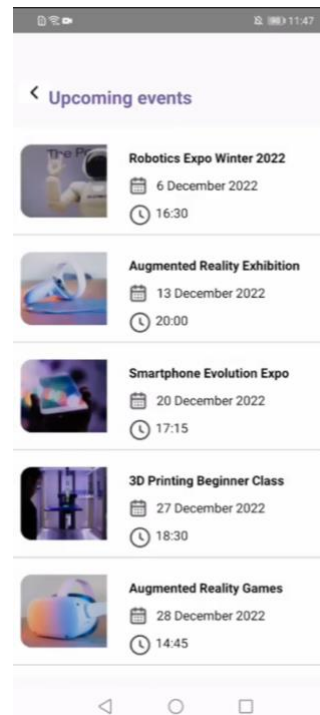 11:47
Upcoming events
The Pr
Robotics Expo Winter 2022
6 December 2022
16:30
Augmented Reality Exhibition
13 December 2022
20:00
Smartphone Evolution Expo
20 December 2022
17:15
3D Printing Beginner Class
27 December 2022
18:30
Augmented Reality Games
28 December 2022
14:45